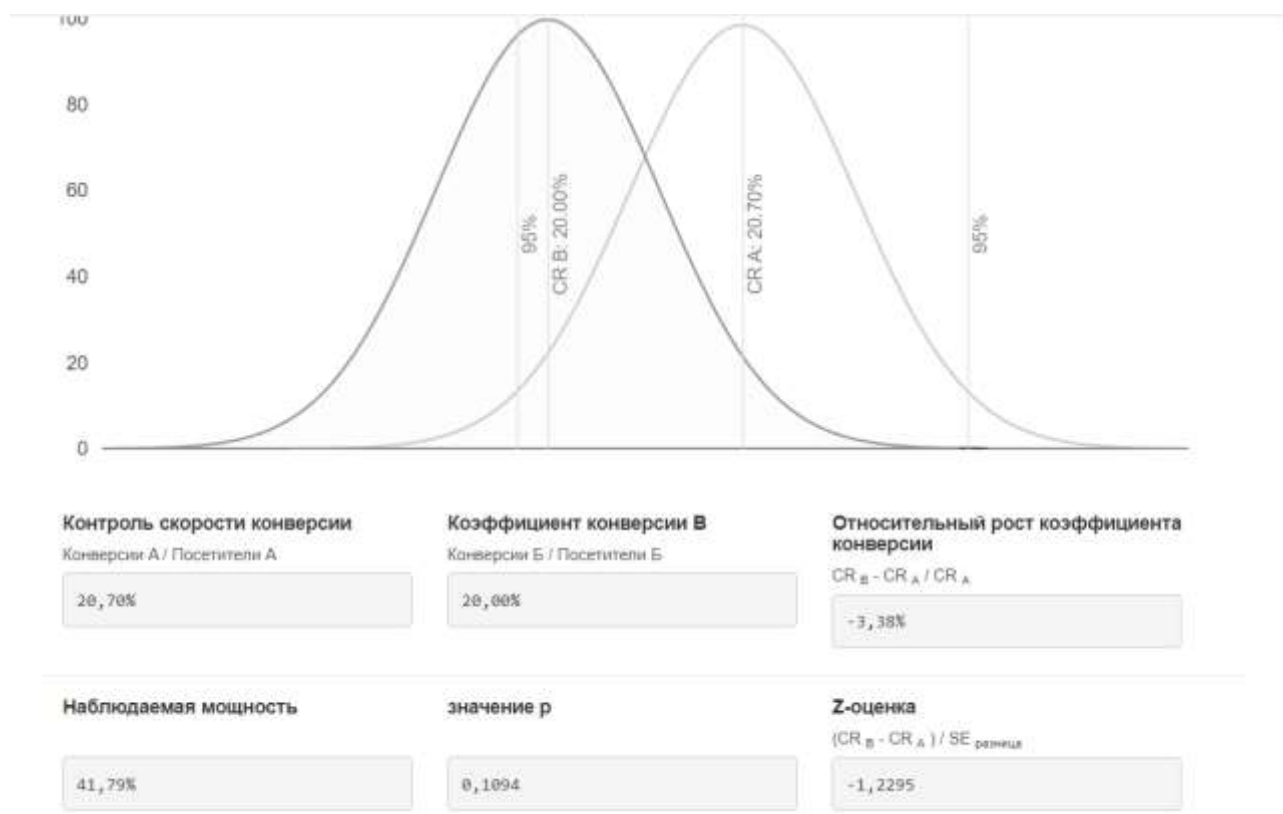 100
80
60
40
20
0
95%
CR B: 20.00%
CR A: 20.70%
95%
Контроль скорости конверсии
Конверсии А / Посетители А
20,70%
Коэффициент конверсии B
Конверсии Б / Посетители Б
20,00%
Относительный рост коэффициента
конверсии
CR B - CR A / CR A
-3,38%
Наблюдаемая мощность
41,79%
значение p
0,1094
Z-оценка
(CR B - CR A ) / SE разница
-1,2295